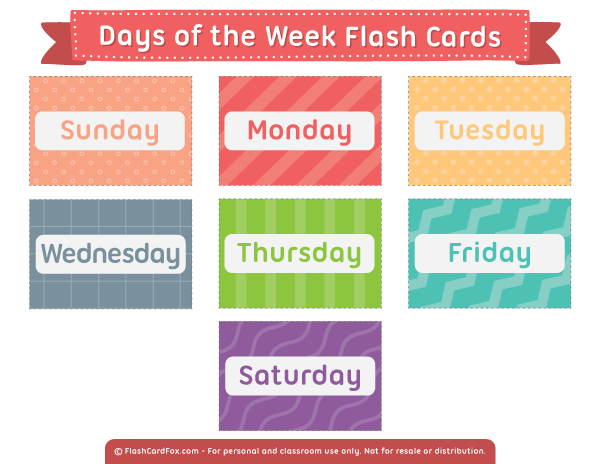 Days of the Week Flash Cards
Sunday
Monday
Tuesday
Wednesday
Thursday
Friday
Saturday
© FlashCardFox.com - For personal and classroom use only. Not for resale or distribution.